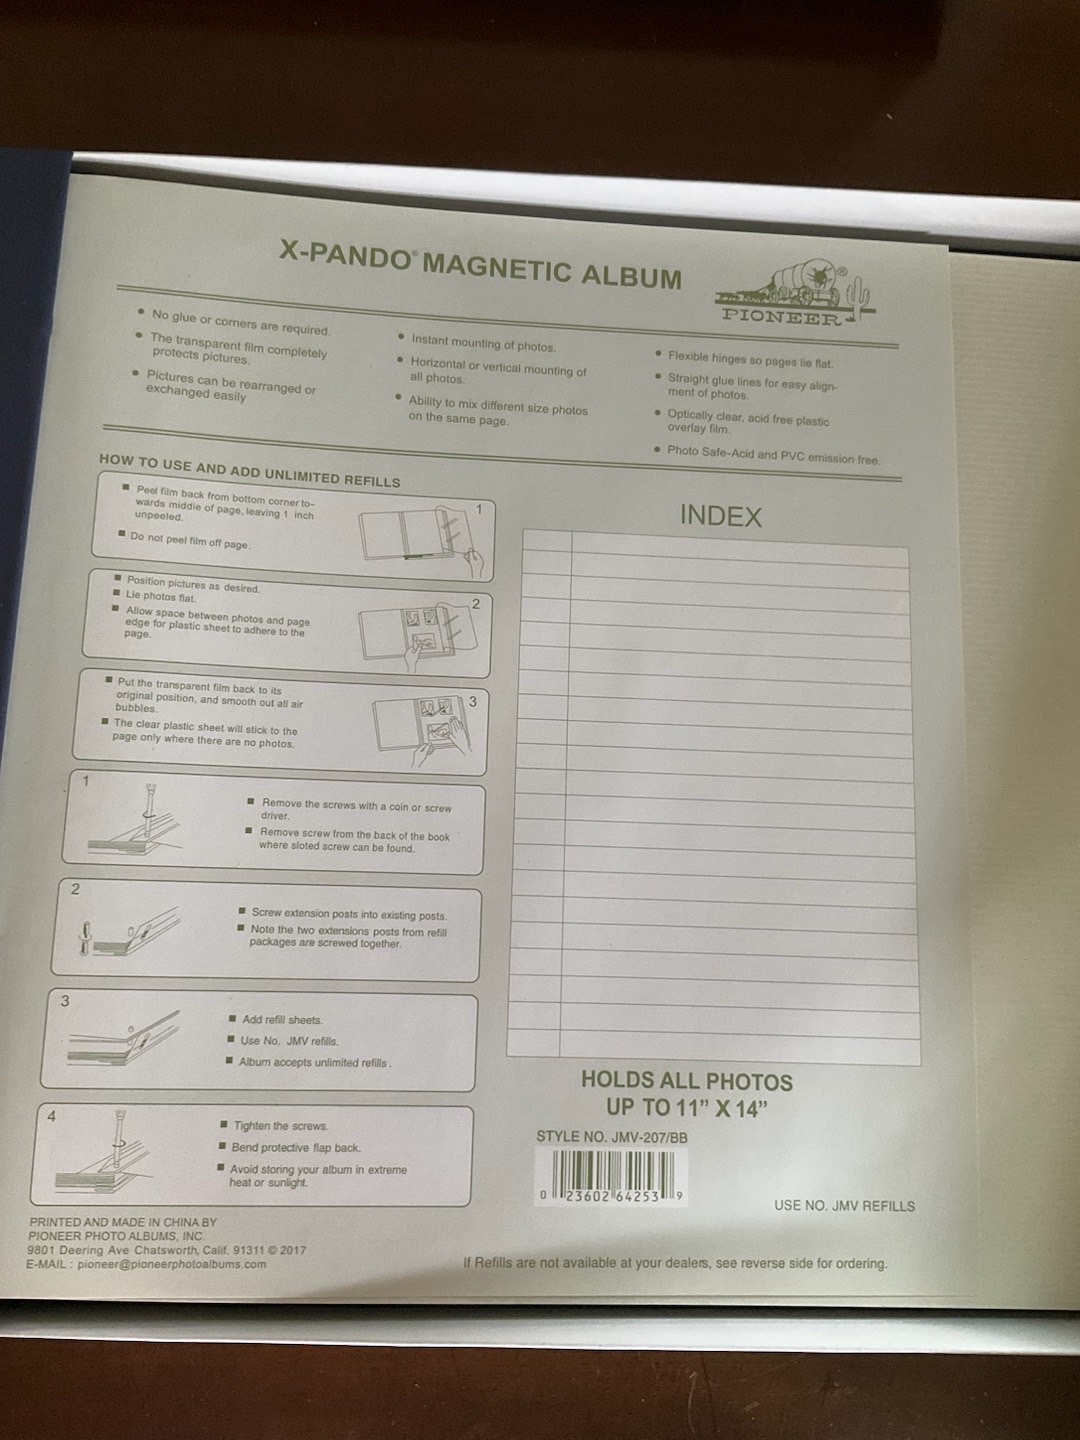 X-PANDO® MAGNETIC ALBUM
®
PIONEER
• No glue or corners are required.
• The transparent film completely
protects pictures.
• Pictures can be rearranged or
exchanged easily
• Instant mounting of photos.
• Horizontal or vertical mounting of
all photos.
• Ability to mix different size photos
on the same page.
• Flexible hinges so pages lie flat.
• Straight glue lines for easy align-
ment of photos.
• Optically clear, acid free plastic
overlay film.
• Photo Safe-Acid and PVC emission free.
HOW TO USE AND ADD UNLIMITED REFILLS
1
■ Peel film back from bottom corner to-
wards middle of page, leaving 1 inch
unpeeled.
■ Do not peel film off page.
2
■ Position pictures as desired.
■ Lie photos flat.
■ Allow space between photos and page
edge for plastic sheet to adhere to the
page.
3
■ Put the transparent film back to its
original position, and smooth out all air
bubbles.
■ The clear plastic sheet will stick to the
page only where there are no photos.
1
■ Remove the screws with a coin or screw
driver.
■ Remove screw from the back of the book
where sloted screw can be found.
2
■ Screw extension posts into existing posts.
■ Note the two extensions posts from refill
packages are screwed together.
3
■ Add refill sheets.
■ Use No. JMV refills.
■ Album accepts unlimited refills.
4
■ Tighten the screws.
■ Bend protective flap back.
■ Avoid storing your album in extreme
heat or sunlight.
PRINTED AND MADE IN CHINA BY
PIONEER PHOTO ALBUMS, INC.
9801 Deering Ave Chatsworth, Calif. 91311 © 2017
E-MAIL : pioneer@pioneerphotoalbums.com
INDEX
HOLDS ALL PHOTOS
UP TO 11” X 14”
STYLE NO. JMV-207/BB
0 23602 64253 9
USE NO. JMV REFILLS
If Refills are not available at your dealers, see reverse side for ordering.